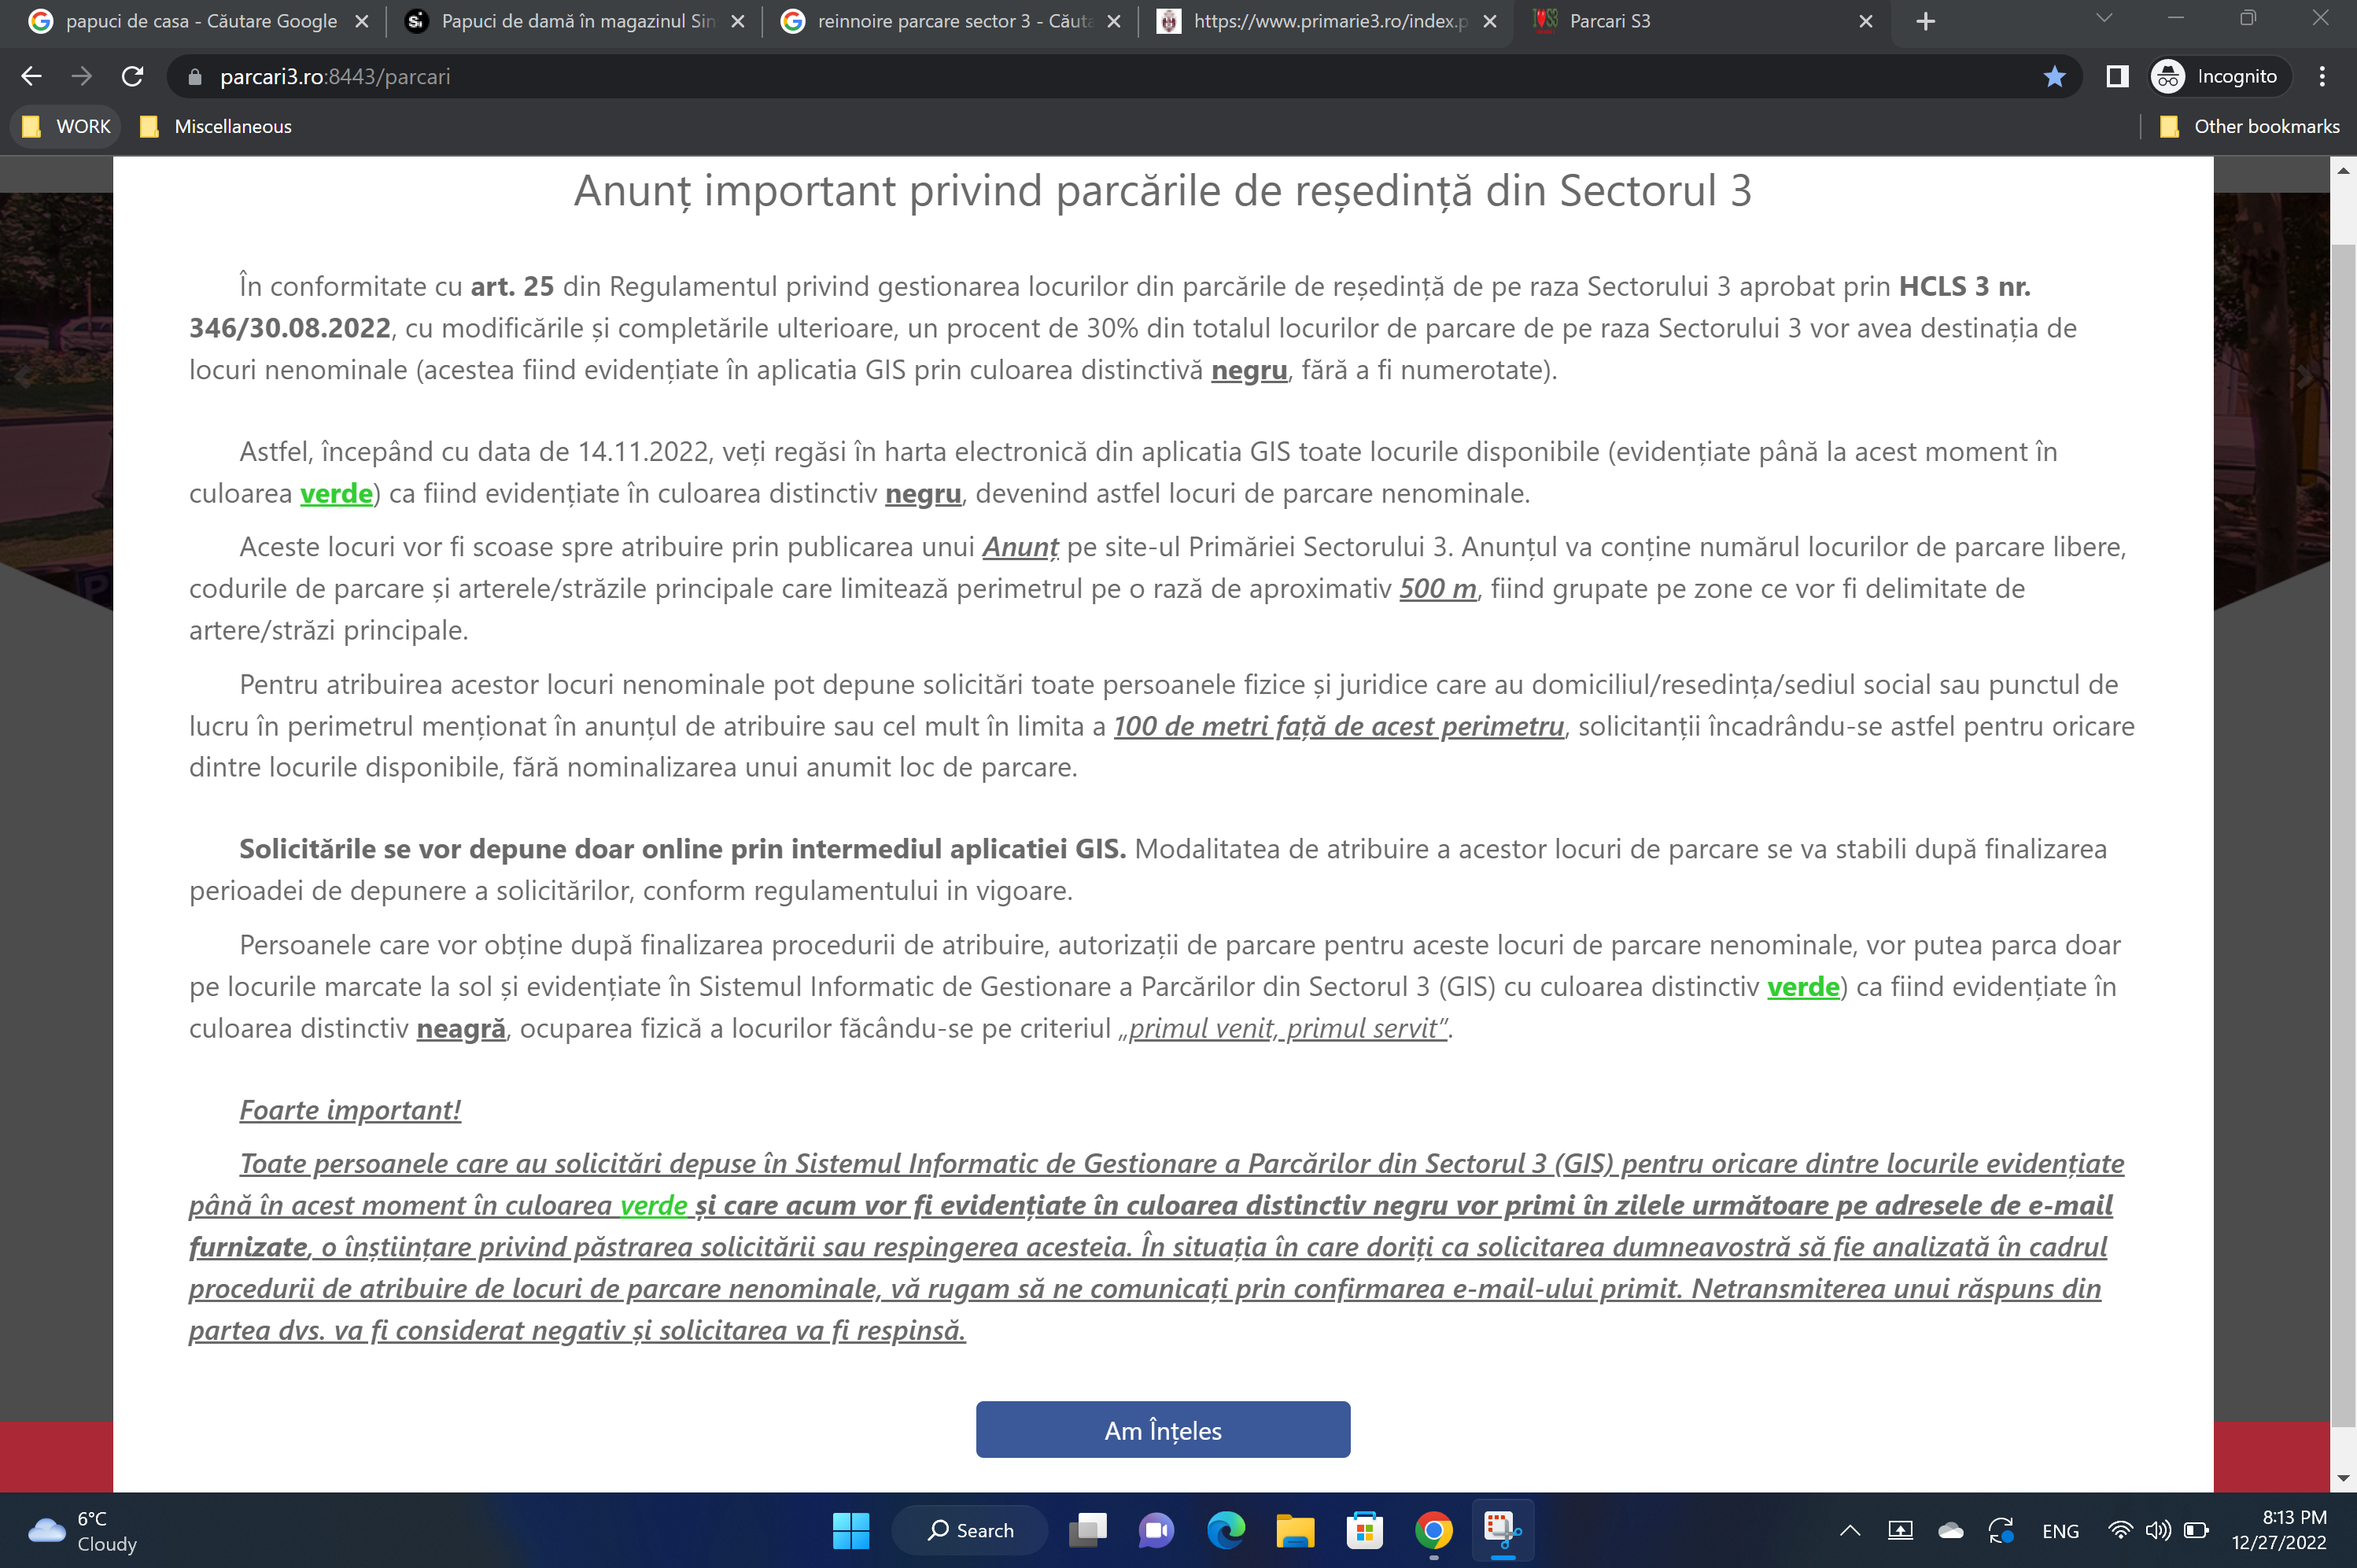 papuci de casa - Căutare Google
Papuci de damă în magazinul Sin
reinnoire parcare sector 3 - Căuta
https://www.primarie3.ro/index.p
Parcari S3
parcari3.ro:8443/parcari
Incognito
WORK
Miscellaneous
Other bookmarks
Anunț important privind parcările de reședință din Sectorul 3
În conformitate cu art. 25 din Regulamentul privind gestionarea locurilor din parcările de reședință de pe raza Sectorului 3 aprobat prin HCLS 3 nr.
346/30.08.2022, cu modificările și completările ulterioare, un procent de 30% din totalul locurilor de parcare de pe raza Sectorului 3 vor avea destinația de
locuri nenominale (acestea fiind evidențiate în aplicatia GIS prin culoarea distinctivă negru, fără a fi numerotate).
Astfel, începând cu data de 14.11.2022, veți regăsi în harta electronică din aplicatia GIS toate locurile disponibile (evidențiate până la acest moment în
culoarea verde) ca fiind evidențiate în culoarea distinctiv negru, devenind astfel locuri de parcare nenominale.
Aceste locuri vor fi scoase spre atribuire prin publicarea unui Anunț pe site-ul Primăriei Sectorului 3. Anunțul va conține numărul locurilor de parcare libere,
codurile de parcare și arterele/străzile principale care limitează perimetrul pe o rază de aproximativ 500 m, fiind grupate pe zone ce vor fi delimitate de
artere/străzi principale.
Pentru atribuirea acestor locuri nenominale pot depune solicitări toate persoanele fizice și juridice care au domiciliul/resedința/sediul social sau punctul de
lucru în perimetrul menționat în anunțul de atribuire sau cel mult în limita a 100 de metri față de acest perimetru, solicitanții încadrându-se astfel pentru oricare
dintre locurile disponibile, fără nominalizarea unui anumit loc de parcare.
Solicitările se vor depune doar online prin intermediul aplicatiei GIS. Modalitatea de atribuire a acestor locuri de parcare se va stabili după finalizarea
perioadei de depunere a solicitărilor, conform regulamentului in vigoare.
Persoanele care vor obține după finalizarea procedurii de atribuire, autorizații de parcare pentru aceste locuri de parcare nenominale, vor putea parca doar
pe locurile marcate la sol și evidențiate în Sistemul Informatic de Gestionare a Parcărilor din Sectorul 3 (GIS) cu culoarea distinctiv verde) ca fiind evidențiate în
culoarea distinctiv neagră, ocuparea fizică a locurilor făcându-se pe criteriul „primul venit, primul servit”.
Foarte important!
Toate persoanele care au solicitări depuse în Sistemul Informatic de Gestionare a Parcărilor din Sectorul 3 (GIS) pentru oricare dintre locurile evidențiate
până în acest moment în culoarea verde și care acum vor fi evidențiate în culoarea distinctiv negru vor primi în zilele următoare pe adresele de e-mail
furnizate, o înștiințare privind păstrarea solicitării sau respingerea acesteia. În situația în care doriți ca solicitarea dumneavostră să fie analizată în cadrul
procedurii de atribuire de locuri de parcare nenominale, vă rugam să ne comunicați prin confirmarea e-mail-ului primit. Netransmiterea unui răspuns din
partea dvs. va fi considerat negativ și solicitarea va fi respinsă.
Am Înțeles
6°C
Cloudy
Search
ENG
8:13 PM
12/27/2022